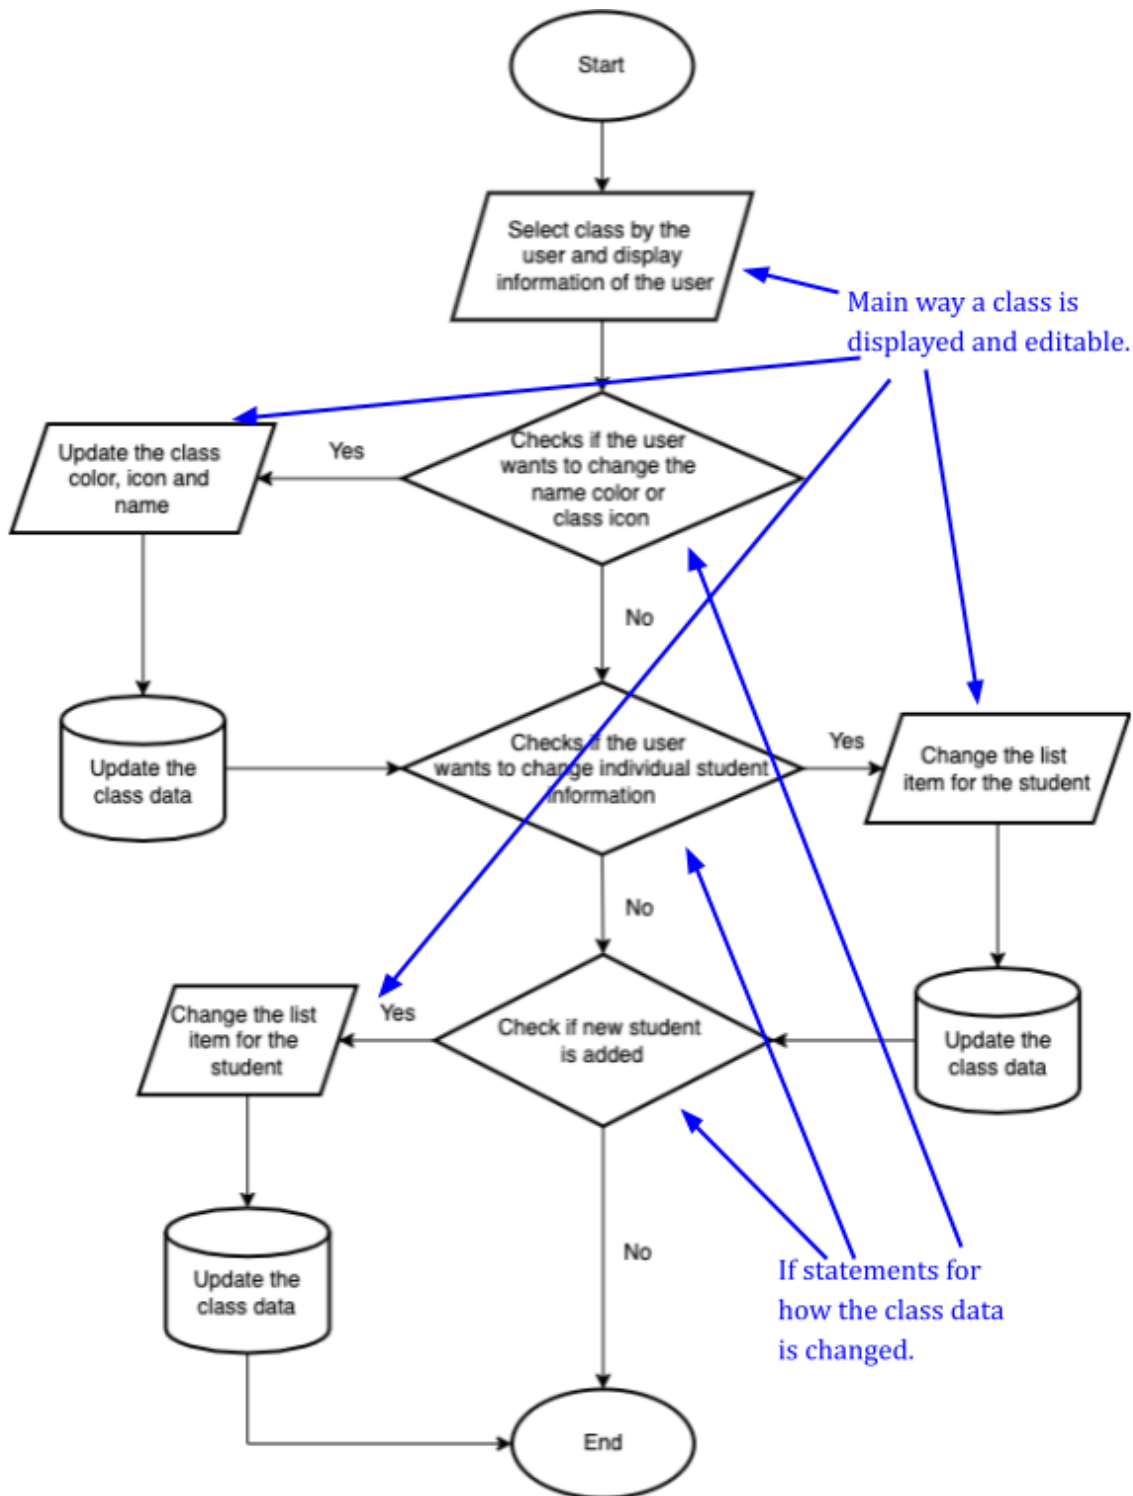 Start
Select class by the
user and display
information of the user
Main way a class is
displayed and editable.
Update the class
color, icon and
name
Yes
Checks if the user
wants to change the
name color or
class icon
No
Update the
class data
Checks if the user
wants to change individual student
information
Yes
Change the list
item for the student
No
Change the list
item for the
student
Yes
Check if new student
is added
Update the
class data
Update the
class data
No
If statements for
how the class data
is changed.
End